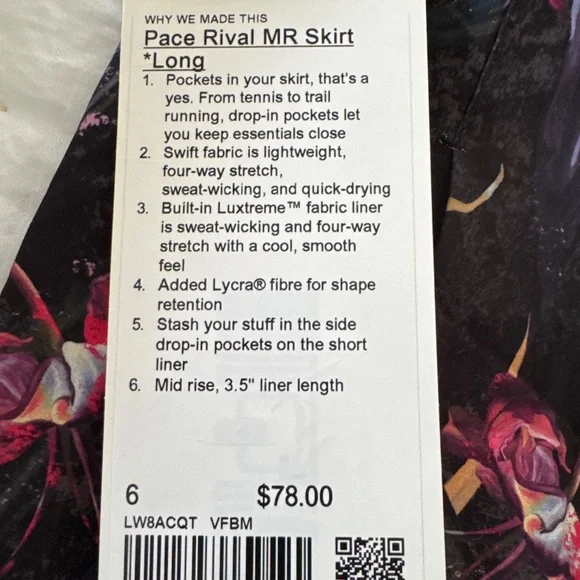 WHY WE MADE THIS
Pace Rival MR Skirt
*Long
1. Pockets in your skirt, that's a
yes. From tennis to trail
running, drop-in pockets let
you keep essentials close
2. Swift fabric is lightweight,
four-way stretch,
sweat-wicking, and quick-drying
3. Built-in Luxtreme™ fabric liner
is sweat-wicking and four-way
stretch with a cool, smooth
feel
4. Added Lycra® fibre for shape
retention
5. Stash your stuff in the side
drop-in pockets on the short
liner
6. Mid rise, 3.5" liner length
6 $78.00
LW8ACQT VFBM